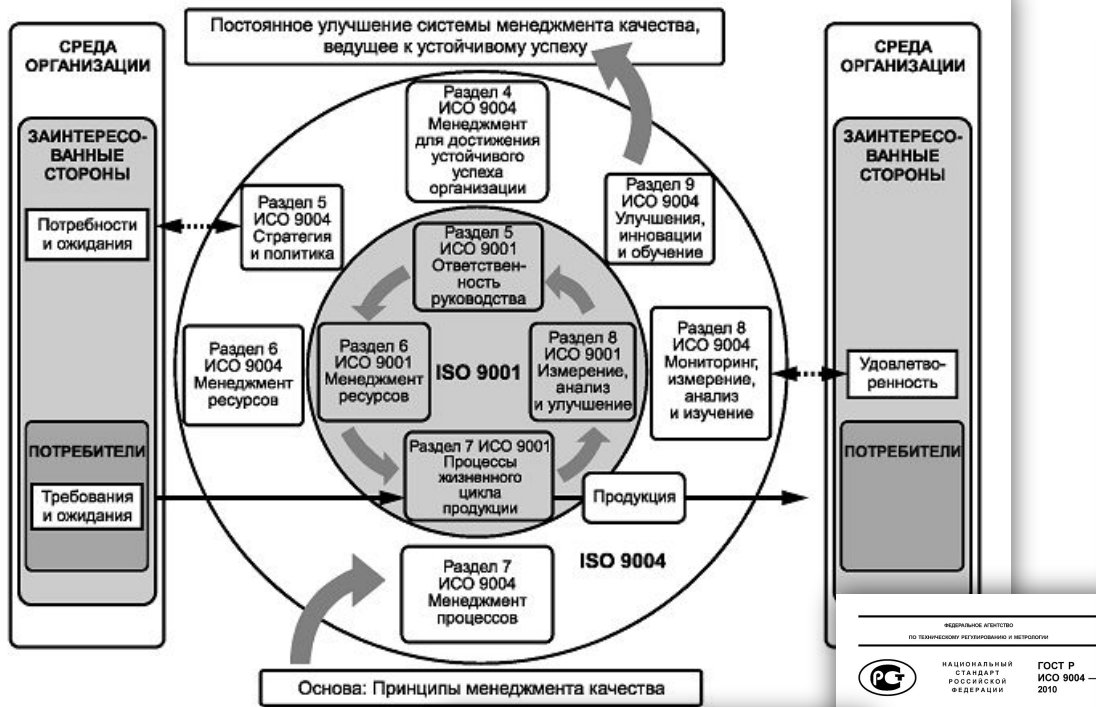 Постоянное улучшение системы менеджмента качества,
ведущее к устойчивому успеху
СРЕДА
ОРГАНИЗАЦИИ
ЗАИНТЕРЕСО-
ВАННЫЕ
СТОРОНЫ
Потребности
и ожидания
ПОТРЕБИТЕЛИ
Требования
и ожидания
Раздел 4
ИСО 9004
Менеджмент
для достижения
устойчивого
успеха
организации
Раздел 5
ИСО 9004
Стратегия
и политика
Раздел 9
ИСО 9004
Улучшения,
инновации
и обучение
Раздел 5
ИСО 9001
Ответствен-
ность
руководства
Раздел 6
ИСО 9004
Менеджмент
ресурсов
Раздел 6
ИСО 9001
Менеджмент
ресурсов
ISO 9001
Раздел 8
ИСО 9001
Измерение,
анализ
и улучшение
Раздел 8
ИСО 9004
Мониторинг,
измерение,
анализ
и изучение
Раздел 7 ИСО 9001
Процессы
жизненного
цикла
продукции
Продукция
ISO 9004
Раздел 7
ИСО 9004
Менеджмент
процессов
Основа: Принципы менеджмента качества
СРЕДА
ОРГАНИЗАЦИИ
ЗАИНТЕРЕСО-
ВАННЫЕ
СТОРОНЫ
Удовлетво-
ренность
ПОТРЕБИТЕЛИ
ФЕДЕРАЛЬНОЕ АГЕНТСТВО
ПО ТЕХНИЧЕСКОМУ РЕГУЛИРОВАНИЮ И МЕТРОЛОГИИ
НАЦИОНАЛЬНЫЙ
СТАНДАРТ
РОССИЙСКОЙ
ФЕДЕРАЦИИ
ГОСТ Р
ИСО 9004 —
2010